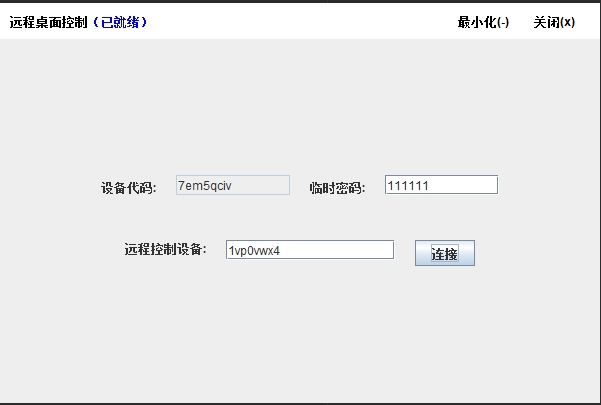 远程桌面控制（已就绪） 最小化(-) 关闭(x)
设备代码: 7em5qciv 临时密码: 111111
远程控制设备: 1vp0vwx4 连接